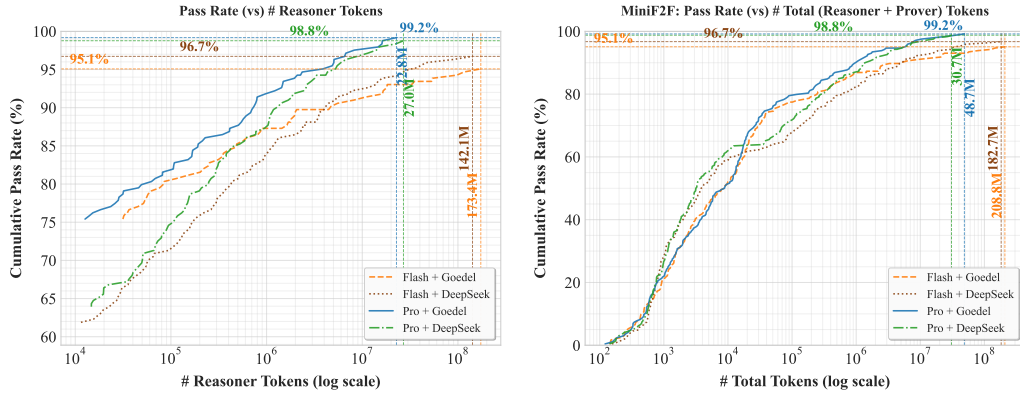 Pass Rate (vs) # Reasoner Tokens
98.8%
99.2%
96.7%
95.1%
22.8M
27.0M
142.1M
173.4M
Cumulative Pass Rate (%)
100
95
90
85
80
75
70
65
60
Flash + Goedel
Flash + DeepSeek
Pro + Goedel
Pro + DeepSeek
10^4
10^5
10^6
10^7
10^8
# Reasoner Tokens (log scale)
MiniF2F: Pass Rate (vs) # Total (Reasoner + Prover) Tokens
98.8%
99.2%
96.7%
95.1%
30.7M
48.7M
182.7M
208.8M
Cumulative Pass Rate (%)
100
80
60
40
20
0
Flash + Goedel
Flash + DeepSeek
Pro + Goedel
Pro + DeepSeek
10^2
10^3
10^4
10^5
10^6
10^7
10^8
# Total Tokens (log scale)